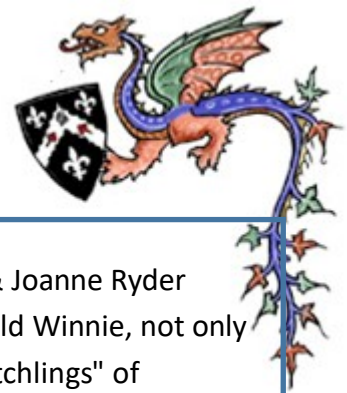 & Joanne Ryder
ld Winnie, not only
tchlings" of